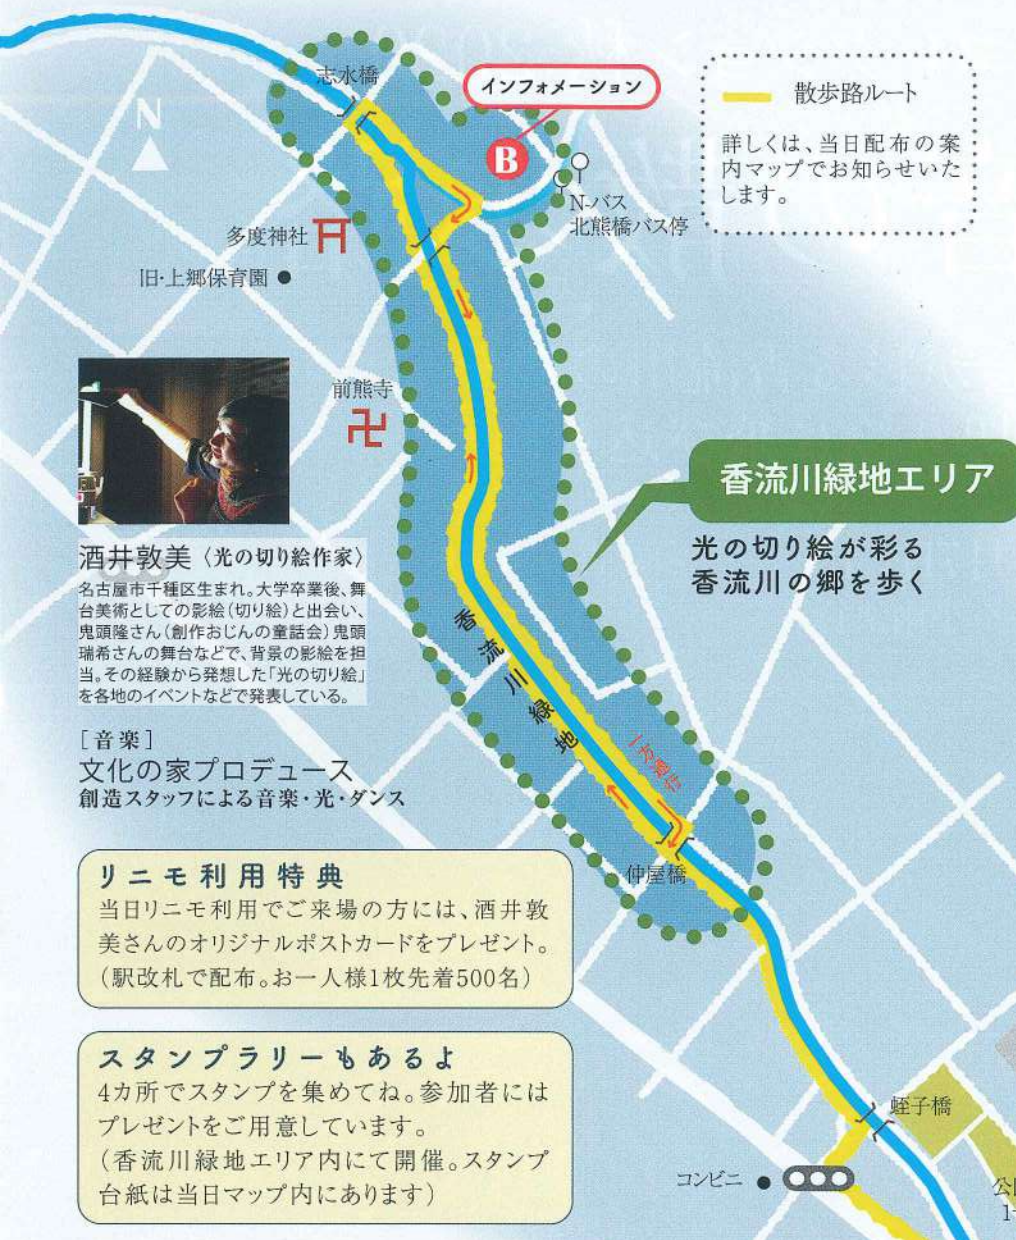 志水橋
インフォメーション
B
散歩路ルート
詳しくは、当日配布の案
内マップでお知らせいた
します。
N
N-バス
北熊橋バス停
多度神社
旧・上郷保育園
前熊寺
香流川緑地エリア
光の切り絵が彩る
香流川の郷を歩く
酒井敦美〈光の切り絵作家〉
名古屋市千種区生まれ。大学卒業後、舞
台美術としての影絵(切り絵)と出会い、
鬼頭隆さん(創作おじんの童話会)鬼頭
瑞希さんの舞台などで、背景の影絵を担
当。その経験から発想した「光の切り絵」
を各地のイベントなどで発表している。
香流川緑地
[音楽]
文化の家プロデュース
創造スタッフによる音楽・光・ダンス
一方通行
仲屋橋
リニモ利用特典
当日リニモ利用でご来場の方には、酒井敦
美さんのオリジナルポストカードをプレゼント。
(駅改札で配布。お一人様1枚先着500名)
スタンプラリーもあるよ
4カ所でスタンプを集めてね。参加者には
プレゼントをご用意しています。
(香流川緑地エリア内にて開催。スタンプ
台紙は当日マップ内にあります)
蛭子橋
コンビニ